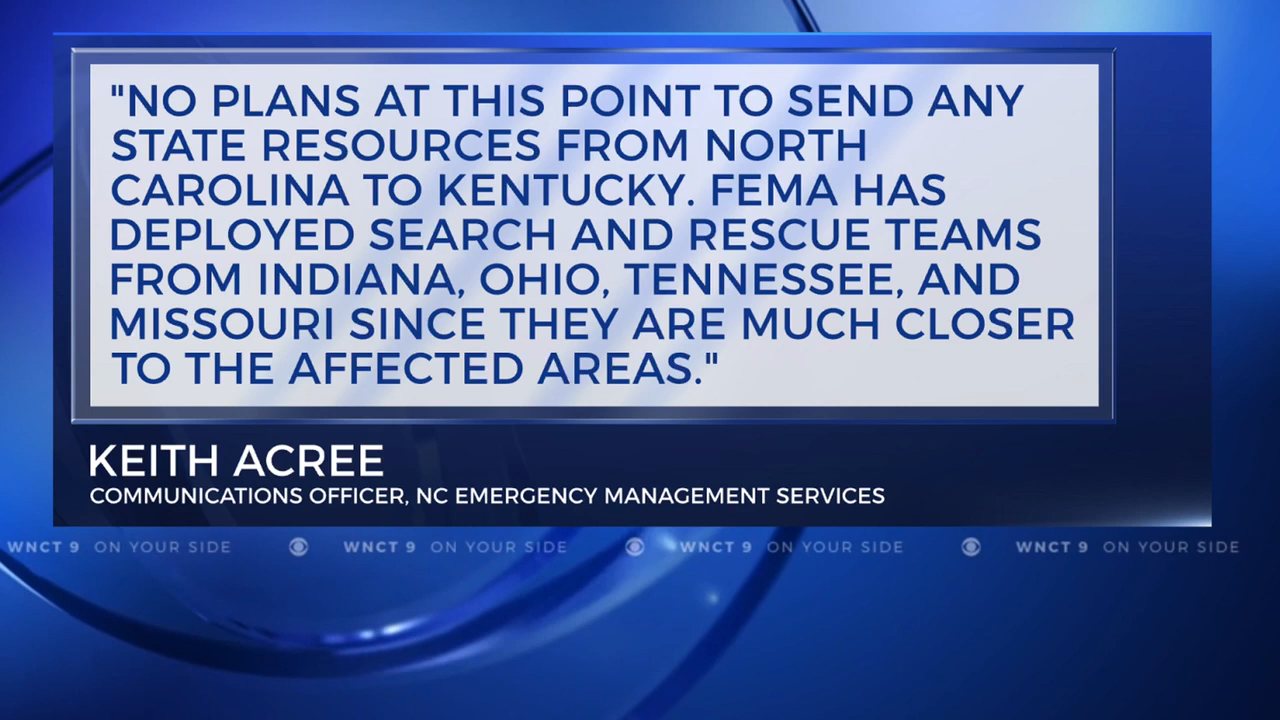 "NO PLANS AT THIS POINT TO SEND ANY
STATE RESOURCES FROM NORTH
CAROLINA TO KENTUCKY. FEMA HAS
DEPLOYED SEARCH AND RESCUE TEAMS
FROM INDIANA, OHIO, TENNESSEE, AND
MISSOURI SINCE THEY ARE MUCH CLOSER
TO THE AFFECTED AREAS."
KEITH ACREE
COMMUNICATIONS OFFICER, NC EMERGENCY MANAGEMENT SERVICES
WNCT 9 ON YOUR SIDE WNCT 9 ON YOUR SIDE WNCT 9 ON YOUR SIDE WNCT 9 ON YOUR SIDE